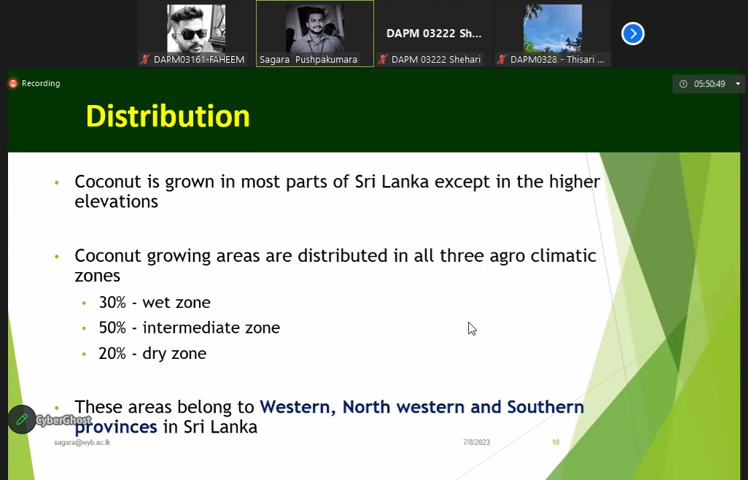 DAPM 03222 Sh...
DAPM03161-FAHEEM
Sagara Pushpakumara
DAPM 03222 Shehari
DAPM0328 - Thisari ...
Recording
05:50:49
Distribution
• Coconut is grown in most parts of Sri Lanka except in the higher
elevations
• Coconut growing areas are distributed in all three agro climatic
zones
• 30% - wet zone
• 50% - intermediate zone
• 20% - dry zone
• These areas belong to Western, North western and Southern
provinces in Sri Lanka
CyberGhost
sagara@wyb.ac.lk
7/8/2023
10